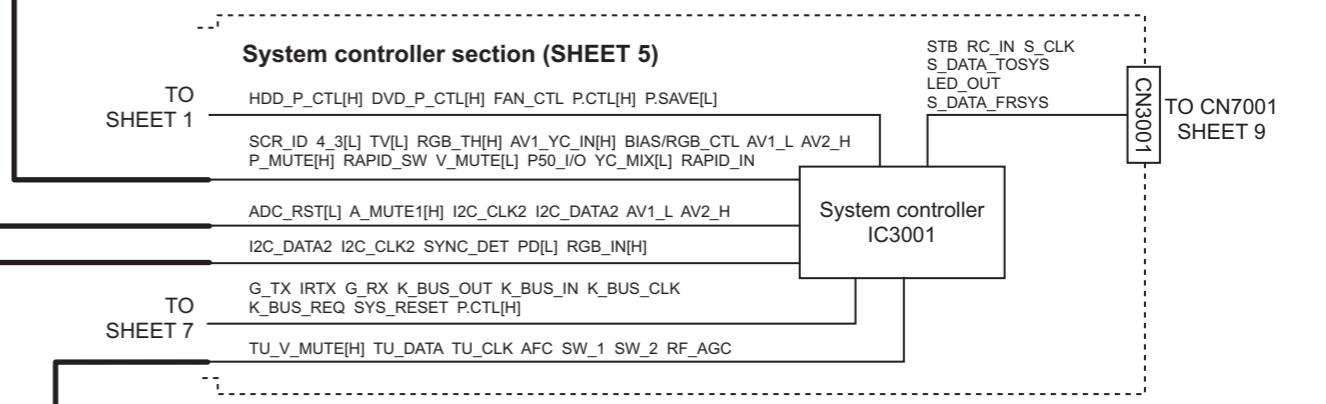 System controller section (SHEET 5)
STB RC_IN S_CLK
S_DATA_TOSYS
LED_OUT
S_DATA_FRSYS
TO
SHEET 1
HDD_P_CTL[H] DVD_P_CTL[H] FAN_CTL P.CTL[H] P.SAVE[L]
CN3001
TO CN7001
SHEET 9
SCR_ID 4_3[L] TV[L] RGB_TH[H] AV1_YC_IN[H] BIAS/RGB_CTL AV1_L AV2_H
P_MUTE[H] RAPID_SW V_MUTE[L] P50_I/O YC_MIX[L] RAPID_IN
ADC_RST[L] A_MUTE1[H] I2C_CLK2 I2C_DATA2 AV1_L AV2_H
System controller
IC3001
I2C_DATA2 I2C_CLK2 SYNC_DET PD[L] RGB_IN[H]
TO
SHEET 7
G_TX IRTX G_RX K_BUS_OUT K_BUS_IN K_BUS_CLK
K_BUS_REQ SYS_RESET P.CTL[H]
TU_V_MUTE[H] TU_DATA TU_CLK AFC SW_1 SW_2 RF_AGC